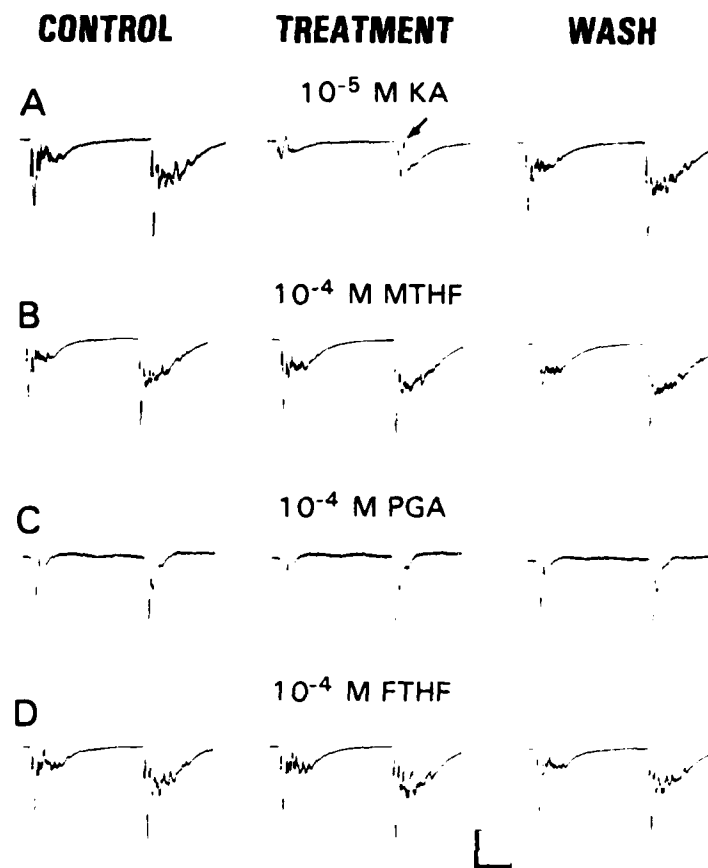 CONTROL TREATMENT WASH
A 10⁻⁵ M KA
B 10⁻⁴ M MTHF
C 10⁻⁴ M PGA
D 10⁻⁴ M FTHF